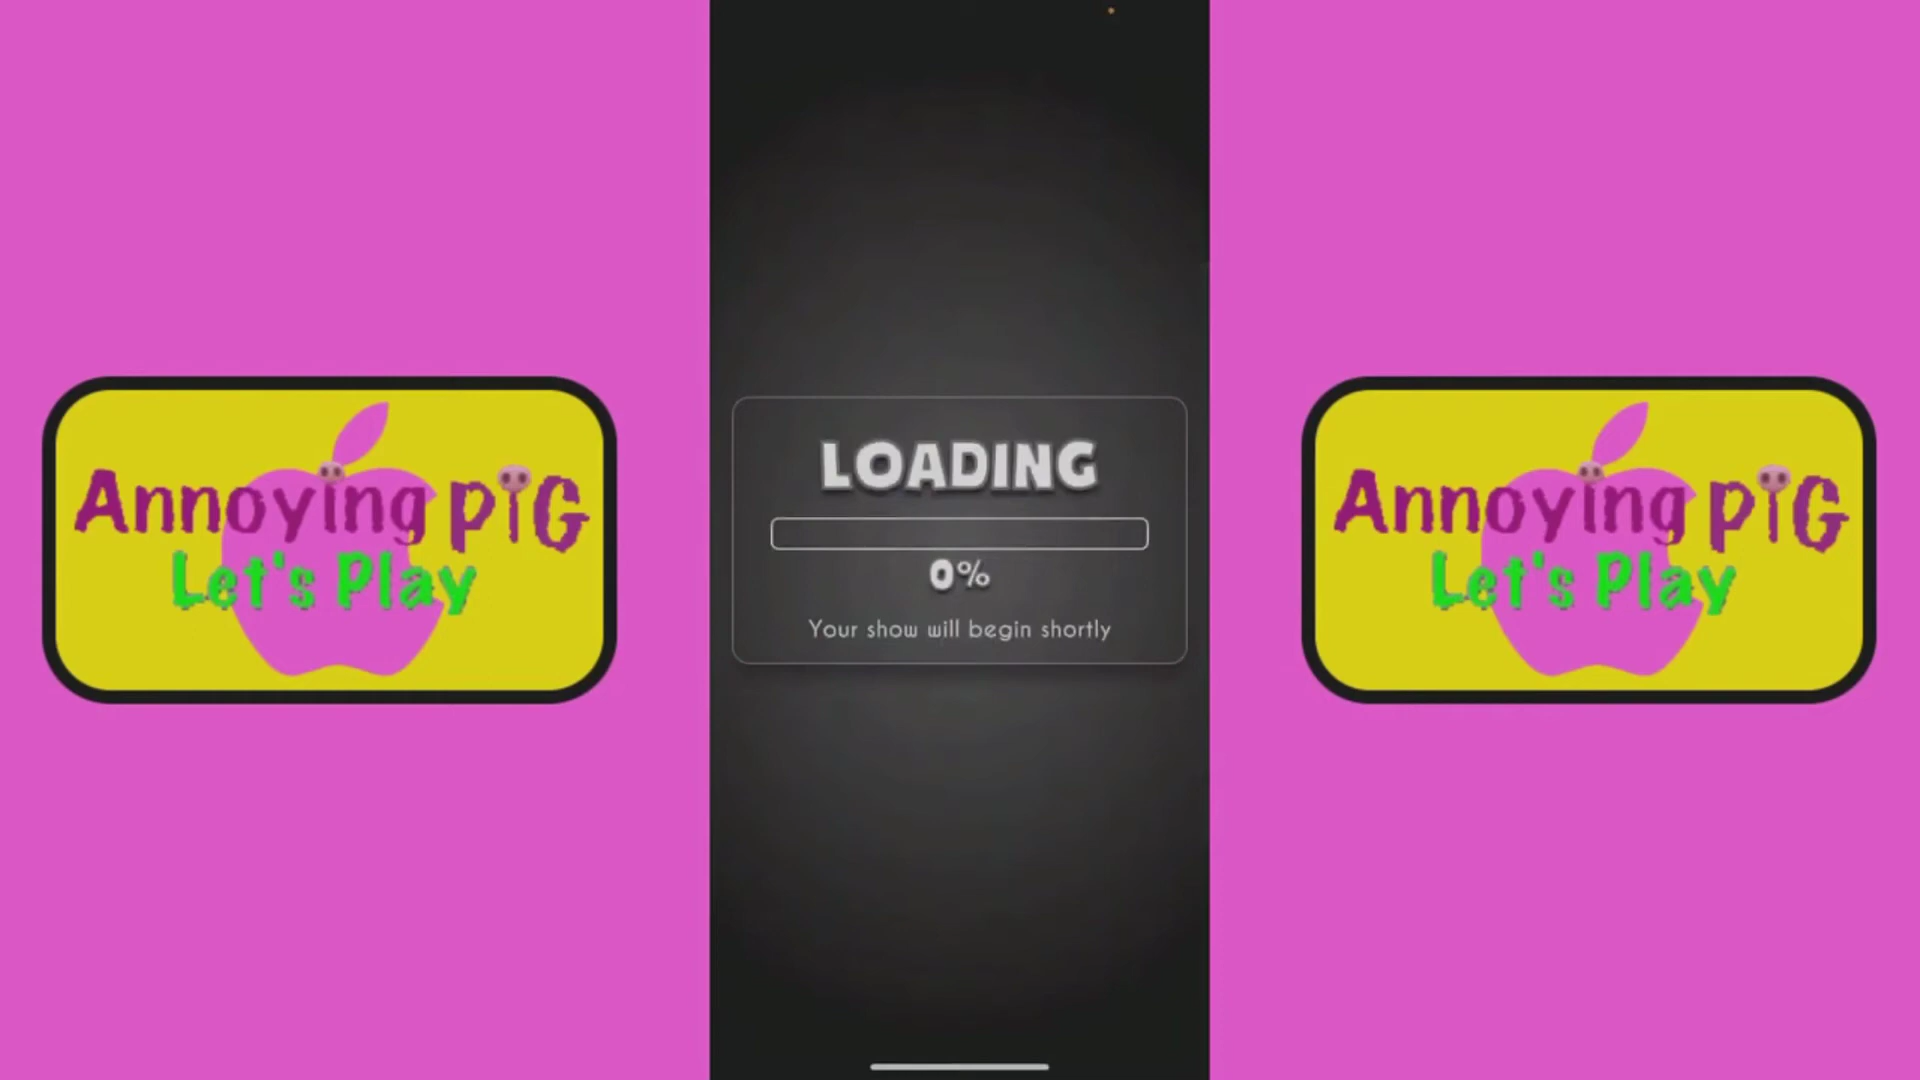 Annoying pIG
Let's Play
LOADING
0%
Your show will begin shortly
Annoying pIG
Let's Play